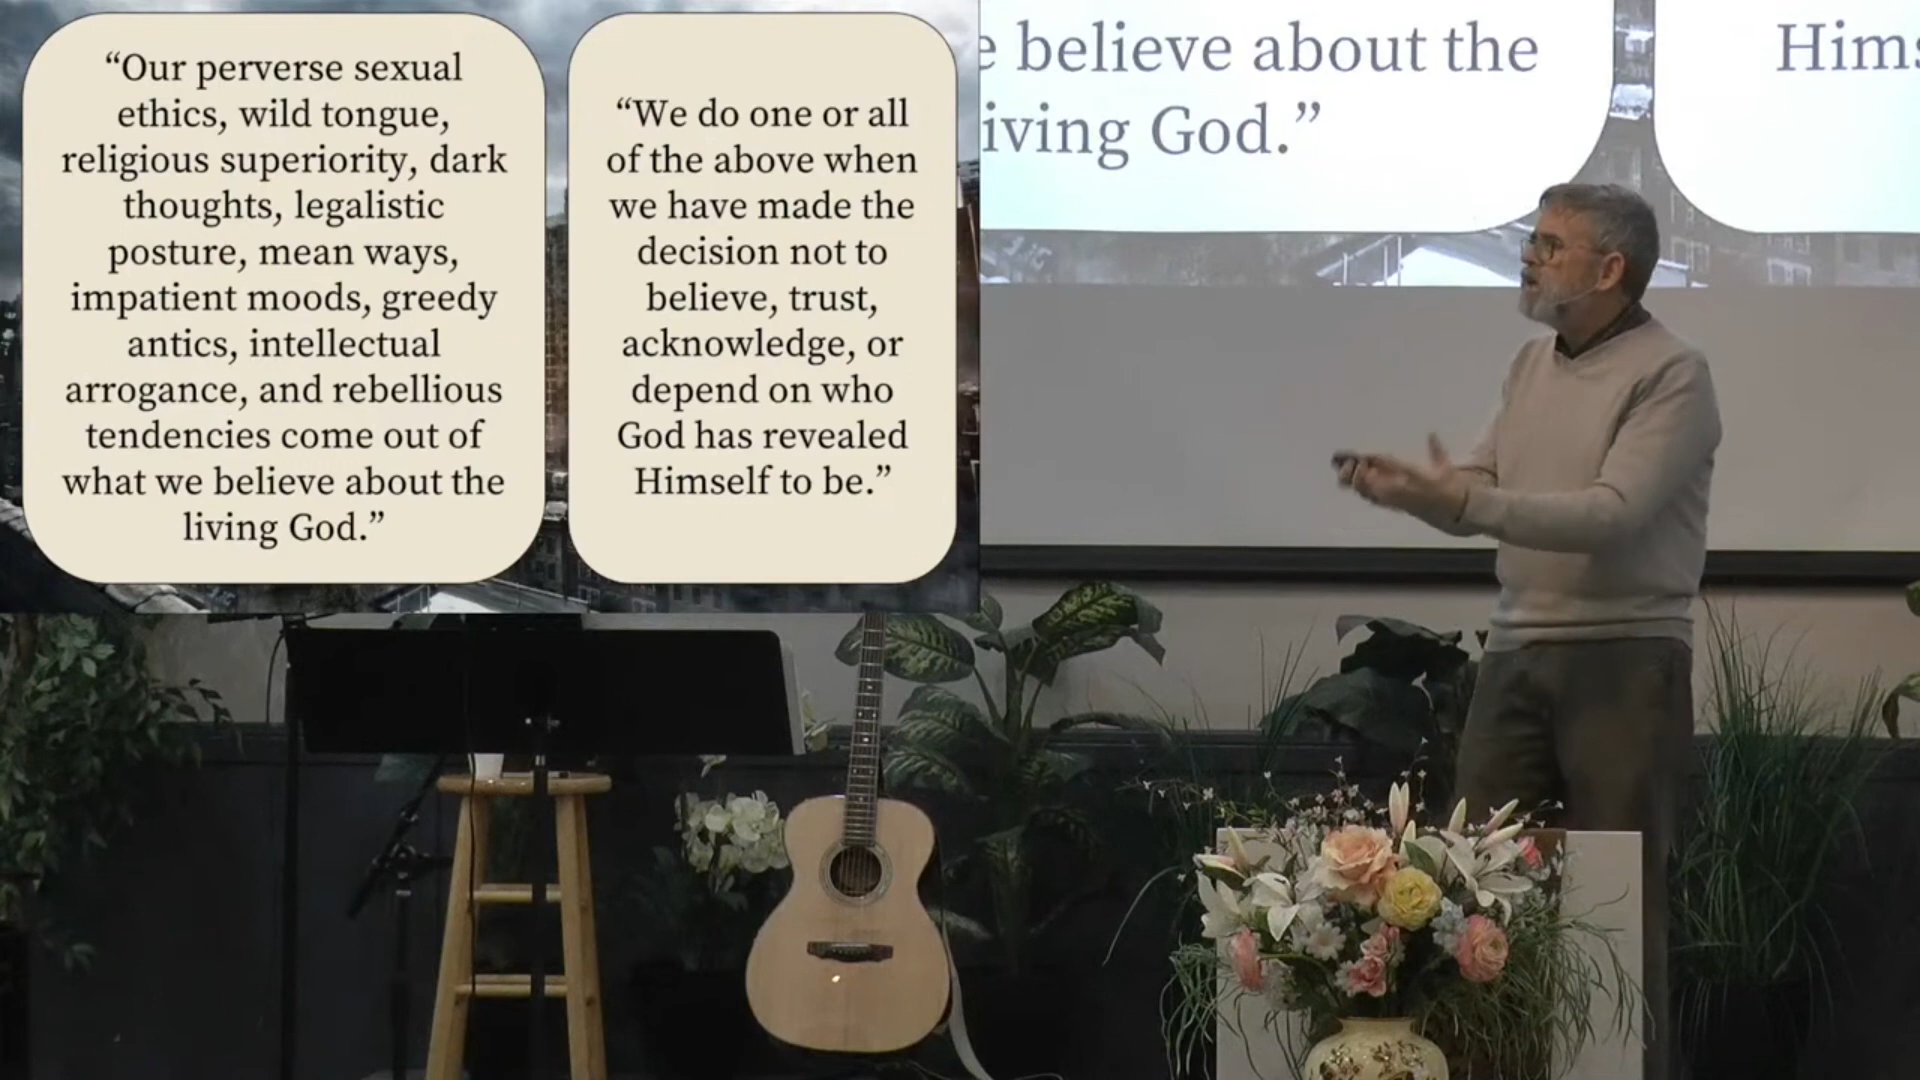 “Our perverse sexual
ethics, wild tongue,
religious superiority, dark
thoughts, legalistic
posture, mean ways,
impatient moods, greedy
antics, intellectual
arrogance, and rebellious
tendencies come out of
what we believe about the
living God.”
“We do one or all
of the above when
we have made the
decision not to
believe, trust,
acknowledge, or
depend on who
God has revealed
Himself to be.”
e believe about the
iving God.”
Hims